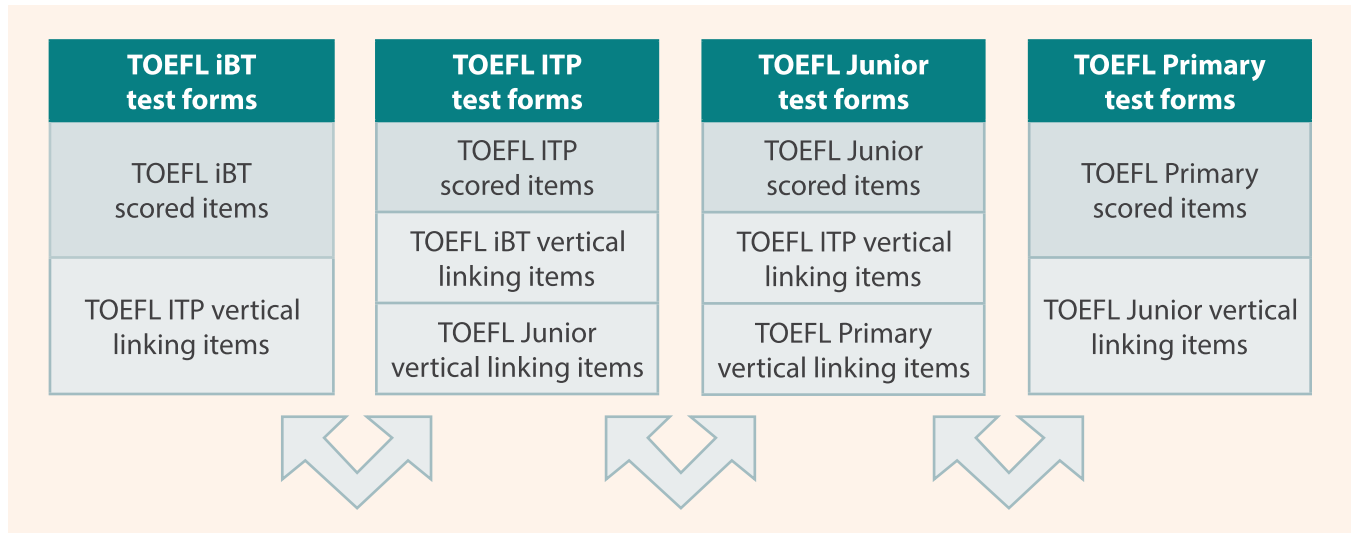 TOEFL iBT
test forms
TOEFL iBT
scored items
TOEFL ITP vertical
linking items
TOEFL ITP
test forms
TOEFL ITP
scored items
TOEFL iBT vertical
linking items
TOEFL Junior
vertical linking items
TOEFL Junior
test forms
TOEFL Junior
scored items
TOEFL ITP vertical
linking items
TOEFL Primary
vertical linking items
TOEFL Primary
test forms
TOEFL Primary
scored items
TOEFL Junior vertical
linking items